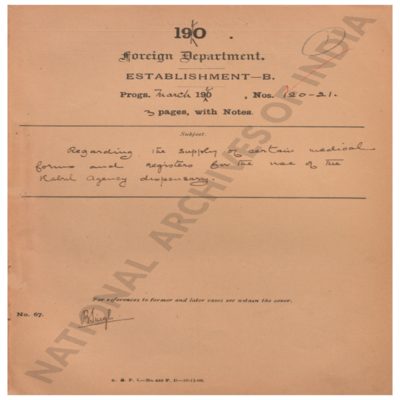 190
Foreign Department.
ESTABLISHMENT—B.
Progs. March 190 . Nos. 120-21.
3 pages, with Notes.
Subject.
Regarding the supply of certain medical
forms and registers for the use of the
Kabul Agency dispensary.
For references to former and later cases see within the cover.
No. 67.
NATIONAL ARCHIVES OF INDIA